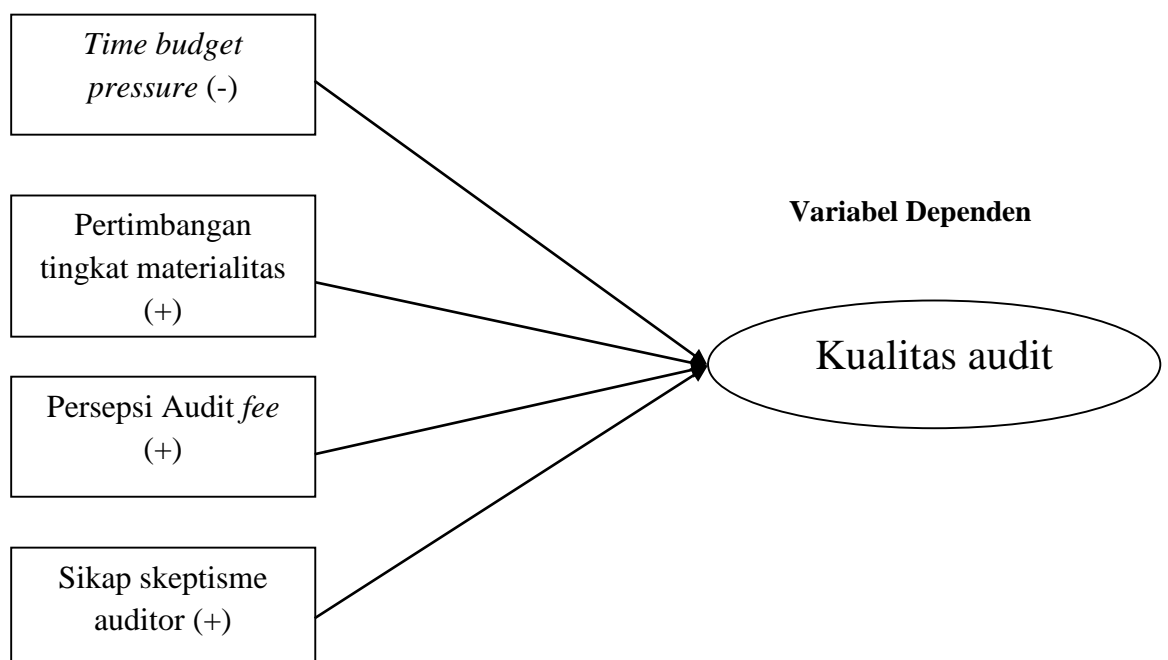 Time budget
pressure (-)
Pertimbangan
tingkat materialitas
(+)
Persepsi Audit fee
(+)
Sikap skeptisme
auditor (+)
Variabel Dependen
Kualitas audit